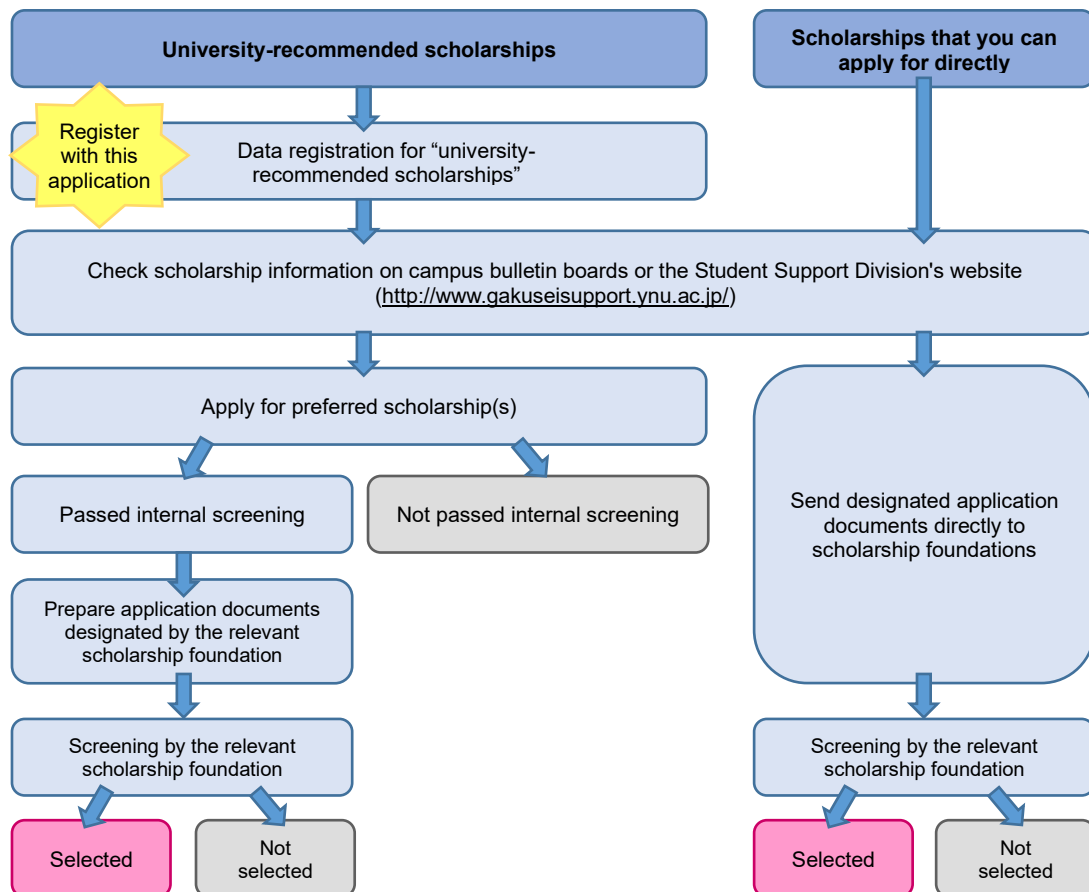 University-recommended scholarships
Scholarships that you can
apply for directly
Register
with this
application
Data registration for “university-
recommended scholarships”
Check scholarship information on campus bulletin boards or the Student Support Division's website
(http://www.gakuseisupport.ynu.ac.jp/)
Apply for preferred scholarship(s)
Passed internal screening
Not passed internal screening
Send designated application
documents directly to
scholarship foundations
Prepare application documents
designated by the relevant
scholarship foundation
Screening by the relevant
scholarship foundation
Screening by the relevant
scholarship foundation
Selected
Not
selected
Selected
Not
selected